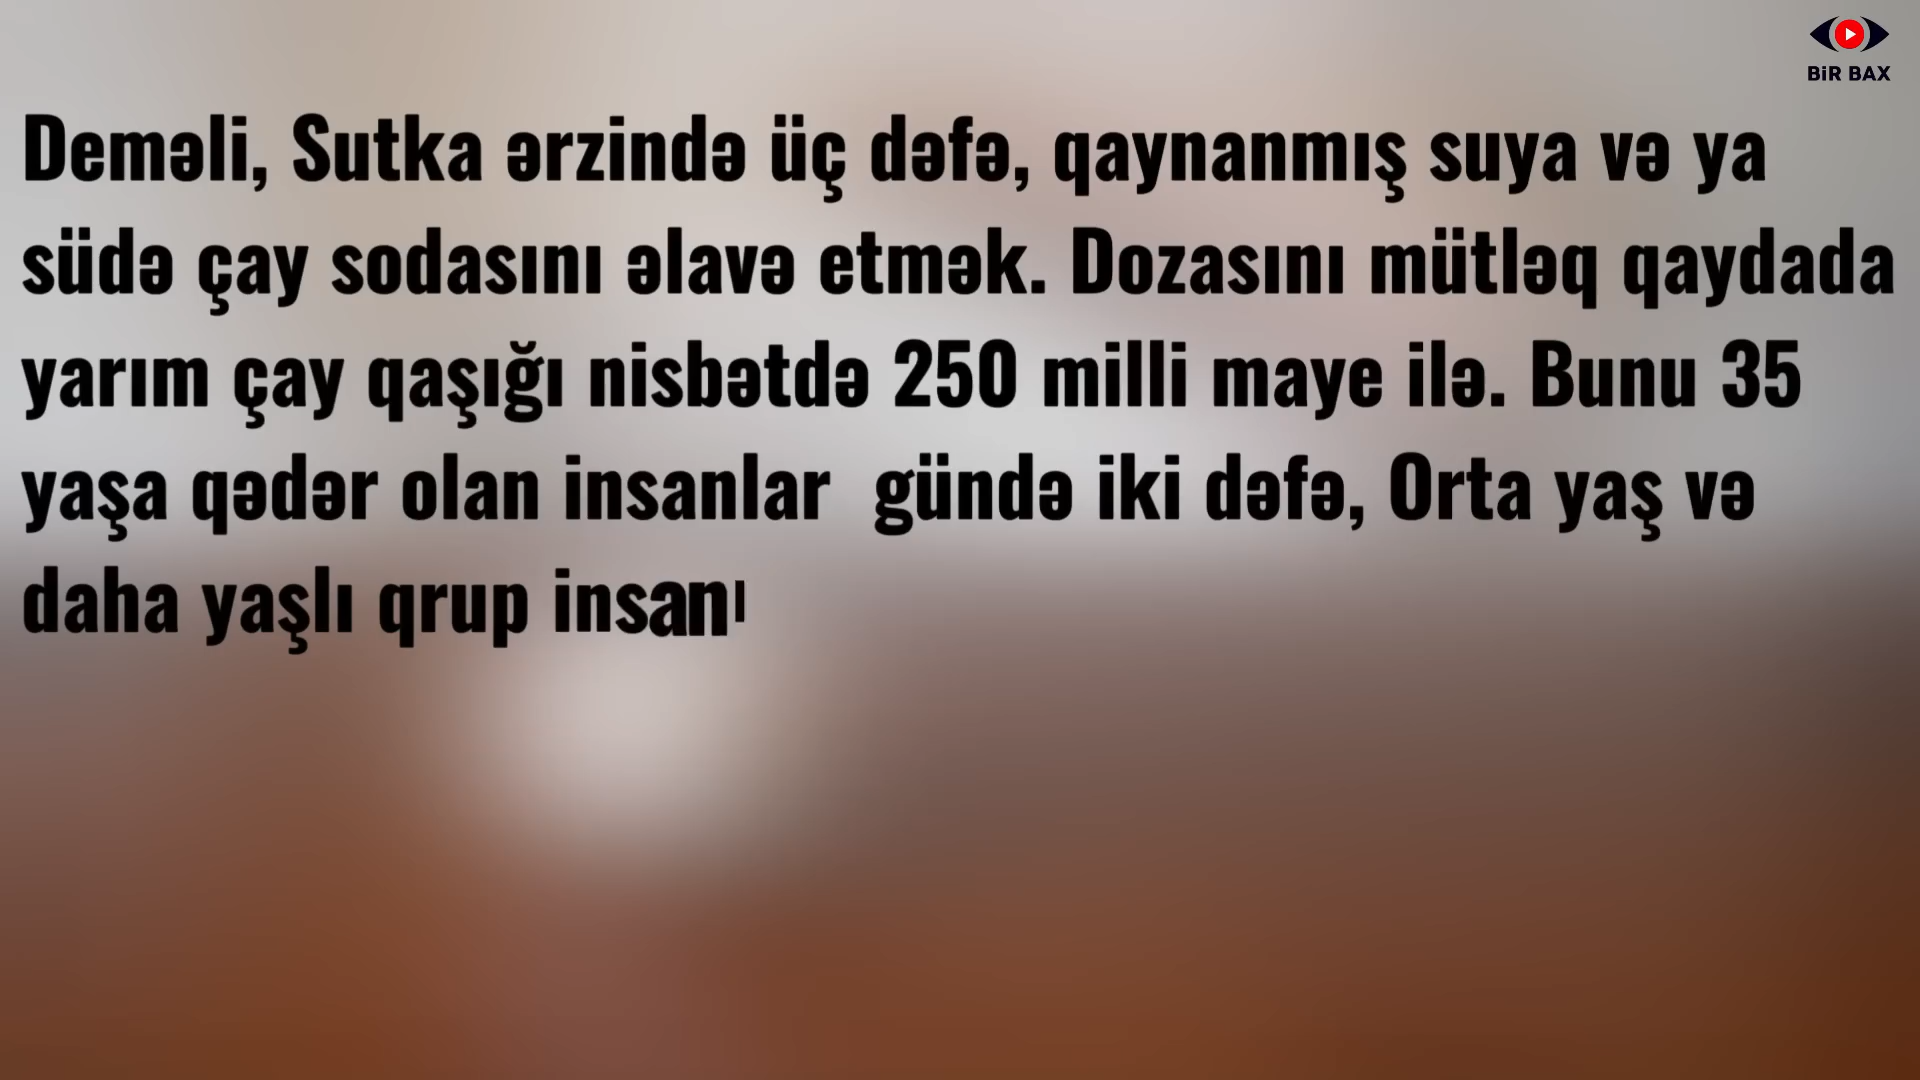 BİR BAX
Deməli, Sutka ərzində üç dəfə, qaynanmış suya və ya
südə çay sodasını əlavə etmək. Dozasını mütləq qaydada
yarım çay qaşığı nisbətdə 250 milli maye ilə. Bunu 35
yaşa qədər olan insanlar gündə iki dəfə, Orta yaş və
daha yaşlı qrup insan